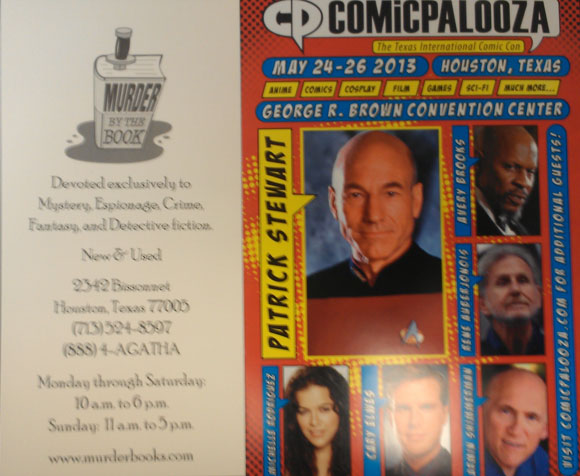 MURDER
BY THE
BOOK
Devoted exclusively to
Mystery, Espionage, Crime,
Fantasy, and Detective fiction.
New & Used
2342 Bissonnet
Houston, Texas 77005
(713) 524-8597
(888) 4-AGATHA
Monday through Saturday:
10 a.m. to 6 p.m.
Sunday: 11 a.m. to 5 p.m.
www.murderbooks.com
CP COMiCPALOOZA
The Texas International Comic Con
MAY 24-26 2013
HOUSTON, TEXAS
ANIME COMICS COSPLAY FILM GAMES SCI-FI MUCH MORE...
GEORGE R. BROWN CONVENTION CENTER
PATRICK STEWART
AVERY BROOKS
RENE AUBERJONOIS
MICHELLE RODRIGUEZ
CARY ELWES
ARMIN SHIMMERMAN
VISIT COMICPALOOZA.COM FOR ADDITIONAL GUESTS!